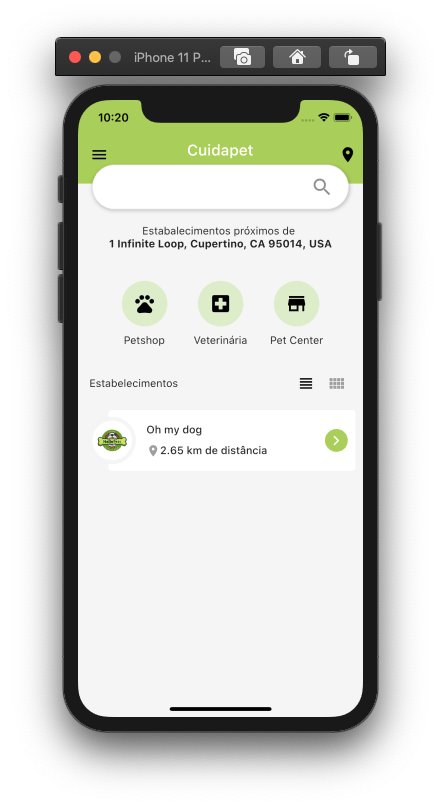 iPhone 11 P...
10:20
Cuidapet
Estabalecimentos próximos de
1 Infinite Loop, Cupertino, CA 95014, USA
Petshop
Veterinária
Pet Center
Estabelecimentos
Oh my dog
2.65 km de distância